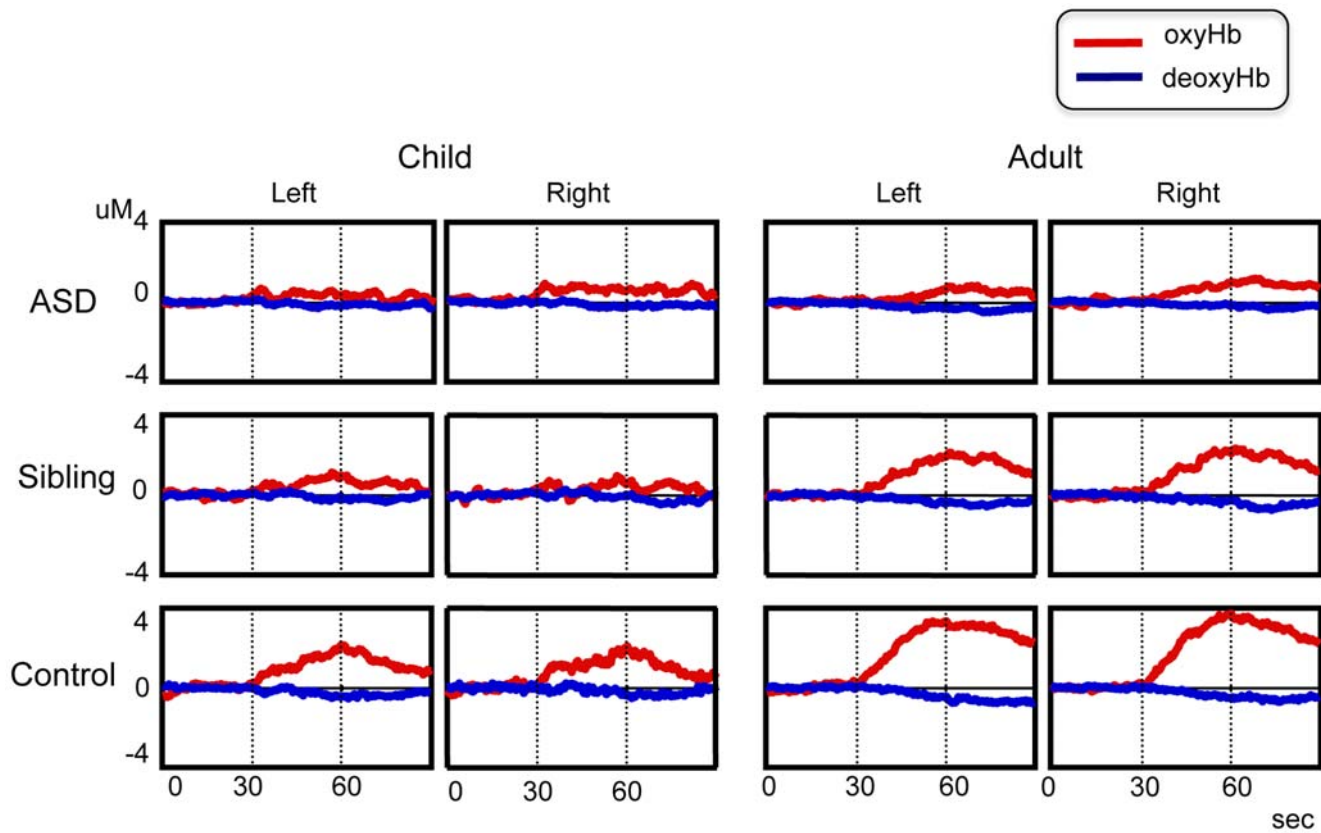 oxyHb
deoxyHb
Child Adult
Left Right Left Right
uM
4
ASD 0
-4
4
Sibling 0
-4
4
Control 0
-4
0 30 60 0 30 60 0 30 60 0 30 60
sec